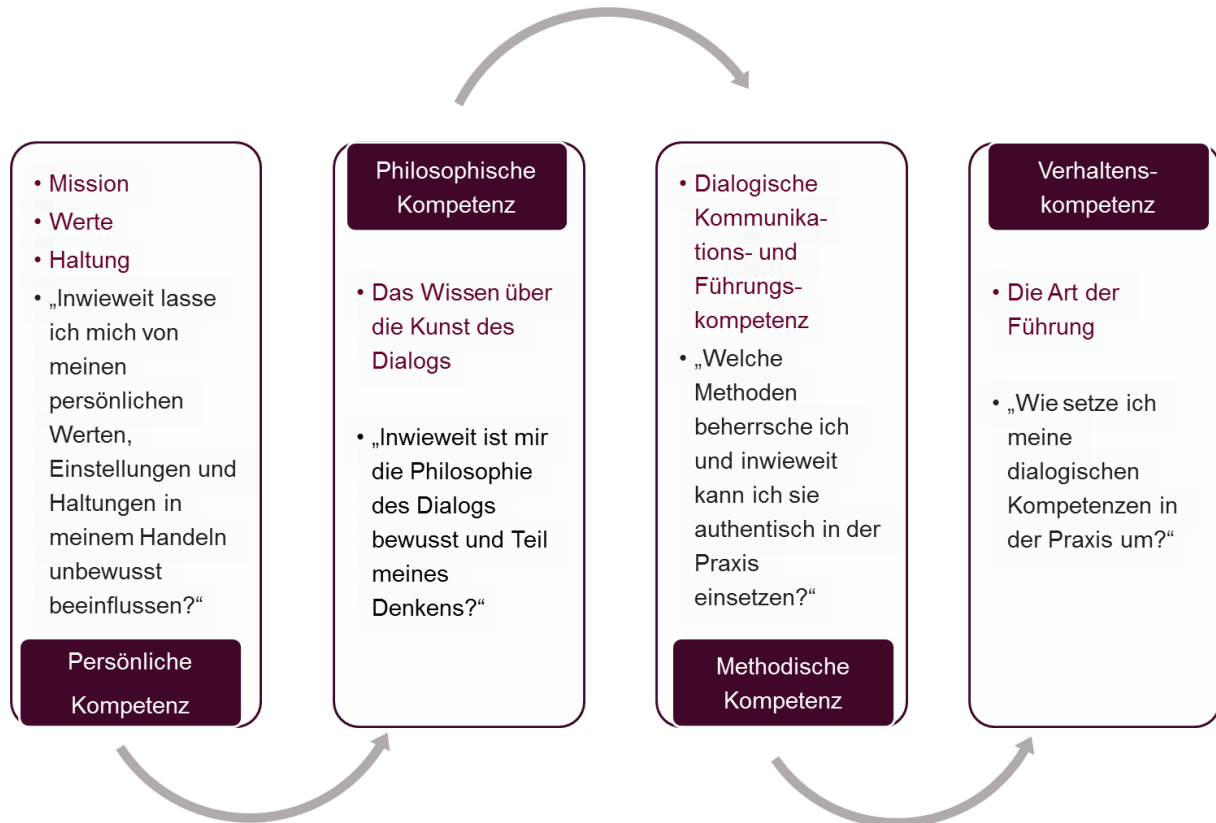 • Mission
• Werte
• Haltung
• „Inwieweit lasse
ich mich von
meinen
persönlichen
Werten,
Einstellungen und
Haltungen in
meinem Handeln
unbewusst
beeinflussen?“
Persönliche
Kompetenz
Philosophische
Kompetenz
• Das Wissen über
die Kunst des
Dialogs
• „Inwieweit ist mir
die Philosophie
des Dialogs
bewusst und Teil
meines
Denkens?“
• Dialogische
Kommunika-
tions- und
Führungs-
kompetenz
• „Welche
Methoden
beherrsche ich
und inwieweit
kann ich sie
authentisch in der
Praxis
einsetzen?“
Methodische
Kompetenz
Verhaltens-
kompetenz
• Die Art der
Führung
• „Wie setze ich
meine
dialogischen
Kompetenzen in
der Praxis um?“